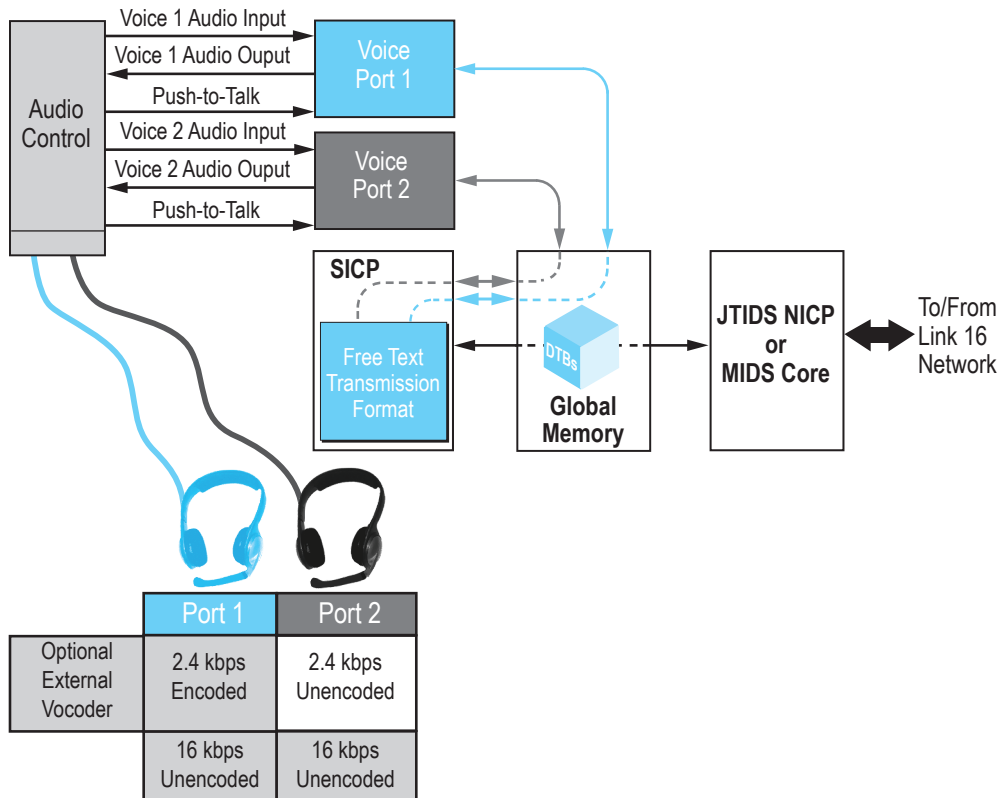 Voice 1 Audio Input
Voice 1 Audio Ouput
Push-to-Talk
Voice 2 Audio Input
Voice 2 Audio Ouput
Push-to-Talk
Audio
Control
Voice
Port 1
Voice
Port 2
SICP
Free Text
Transmission
Format
DTBs
Global
Memory
JTIDS NICP
or
MIDS Core
To/From
Link 16
Network
Port 1
Port 2
Optional
External
Vocoder
2.4 kbps
Encoded
2.4 kbps
Unencoded
16 kbps
Unencoded
16 kbps
Unencoded